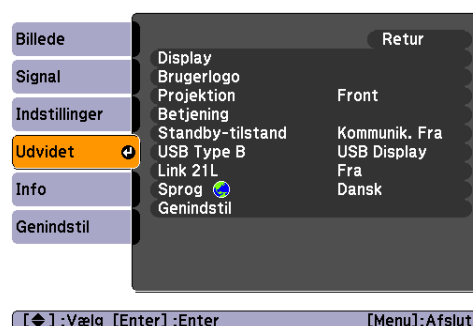 Billede
Signal
Indstillinger
Udvidet
Info
Genindstil
Retur
Display
Brugerlogo
Projektion Front
Betjening
Standby-tilstand Kommunik. Fra
USB Type B USB Display
Link 21L Fra
Sprog Dansk
Genindstil
[ ] :Vælg [Enter] :Enter [Menu]:Afslut